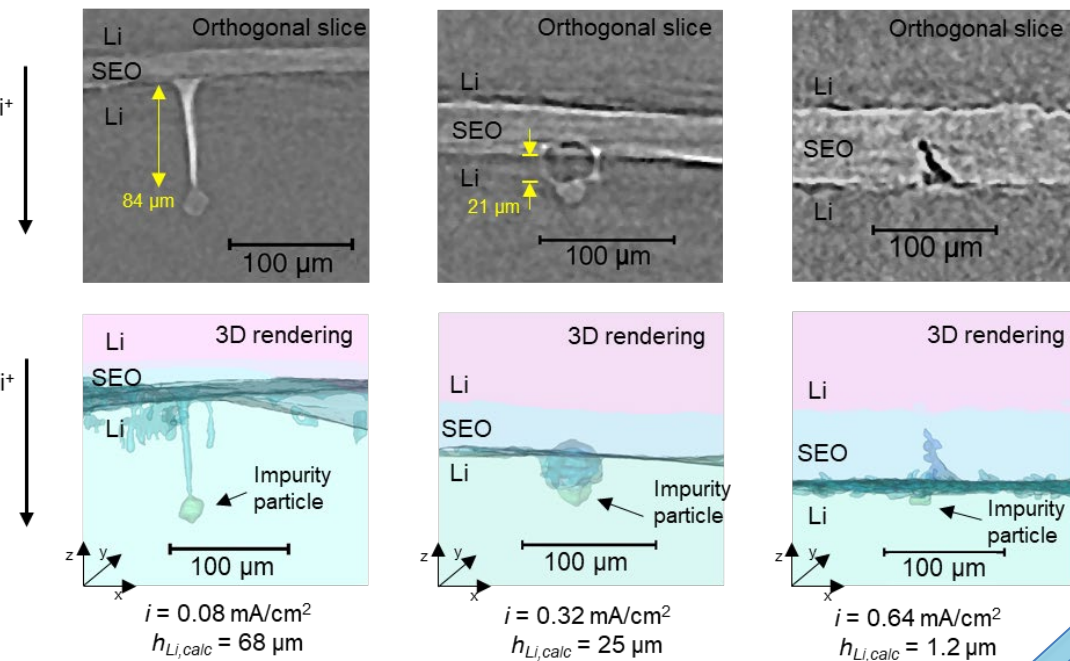 Orthogonal slice
Li
SEO
Li
84 µm
100 µm
i⁺
Orthogonal slice
Li
SEO
Li
21 µm
100 µm
Orthogonal slice
Li
SEO
Li
100 µm
3D rendering
Li
SEO
Li
Impurity
particle
100 µm
z
y
x
i⁺
i = 0.08 mA/cm²
h_Li,calc = 68 µm
3D rendering
Li
SEO
Li
Impurity
particle
100 µm
i = 0.32 mA/cm²
h_Li,calc = 25 µm
3D rendering
Li
SEO
Li
Impurity
particle
100 µm
z
y
x
i = 0.64 mA/cm²
h_Li,calc = 1.2 µm